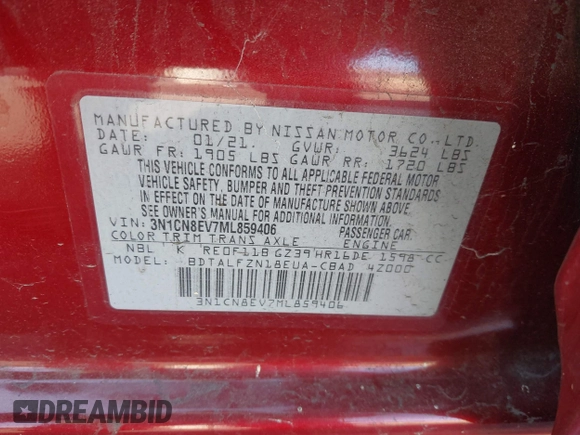 MANUFACTURED BY NISSAN MOTOR CO., LTD.
DATE: 01/21. GVWR: 3624 LBS
GAWR FR: 1905 LBS GAWR RR: 1720 LBS
THIS VEHICLE CONFORMS TO ALL APPLICABLE FEDERAL MOTOR
VEHICLE SAFETY, BUMPER AND THEFT PREVENTION STANDARDS
IN EFFECT ON THE DATE OF MANUFACTURE SHOWN ABOVE.
SEE OWNER'S MANUAL FOR ADDITIONAL INFORMATION.
VIN: 3N1CN8EV7ML859406 PASSENGER CAR
COLOR TRIM TRANS AXLE ENGINE
NBL K RE0F11B GZ39 HR16DE 1598 CC
MODEL: BDTALFZN18EUA-CBAD 4Z000
3N1CN8EV7ML859406
DREAMBID